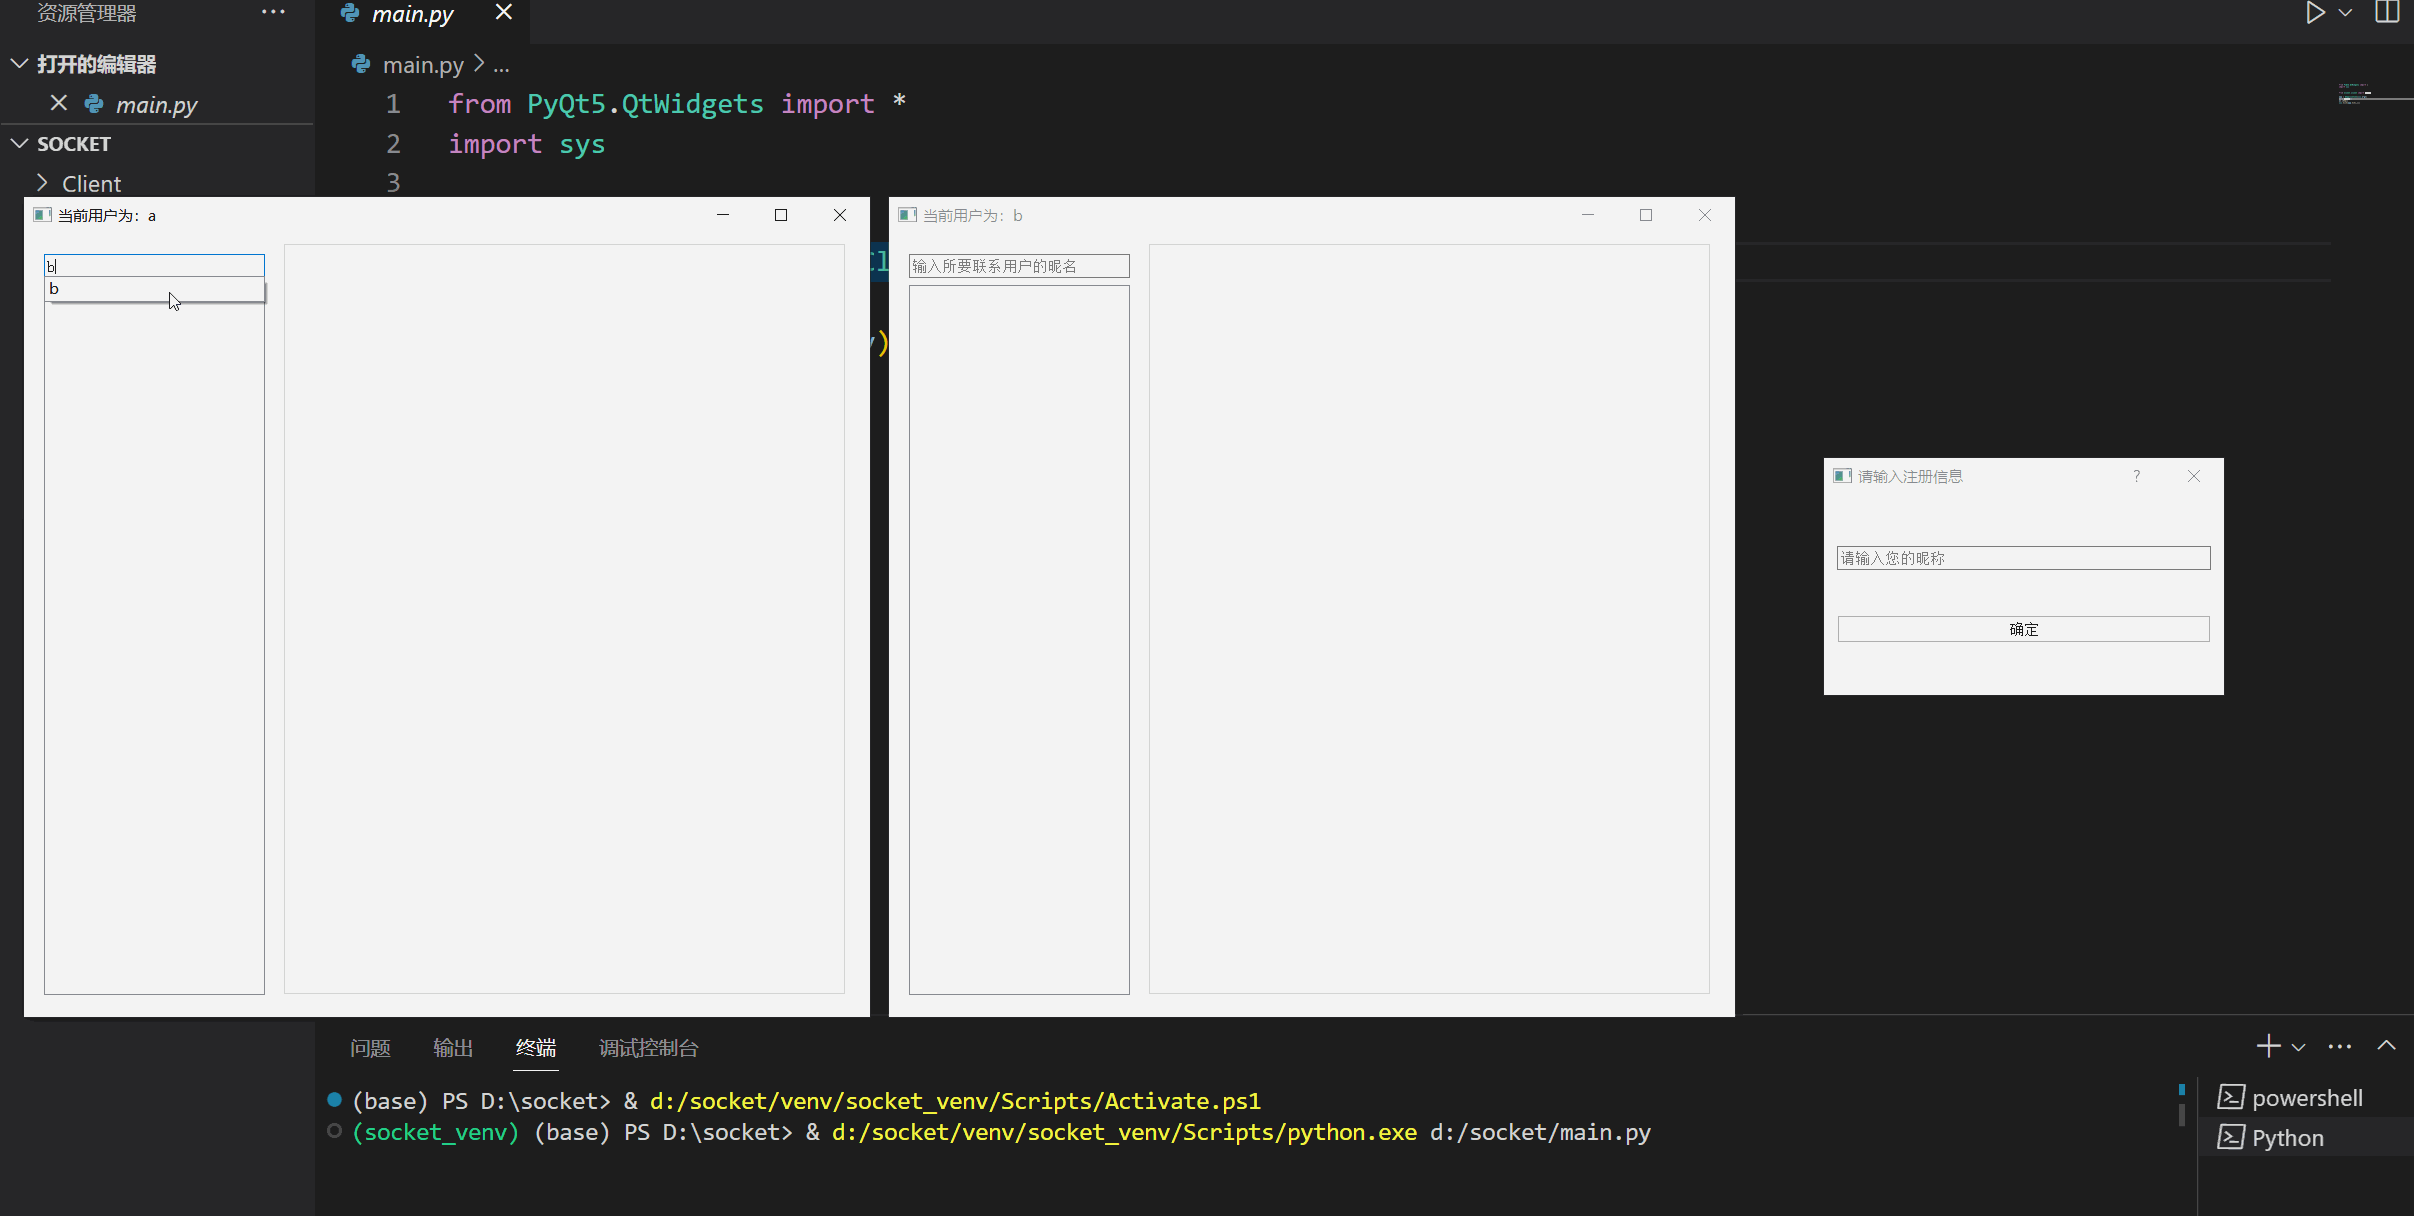 资源管理器
main.py
打开的编辑器
main.py
SOCKET
Client
main.py > ...
1 from PyQt5.QtWidgets import *
2 import sys
3
当前用户为：a
b
b
当前用户为：b
输入所要联系用户的昵名
请输入注册信息
请输入您的昵称
确定
问题 输出 终端 调试控制台
(base) PS D:\socket> & d:/socket/venv/socket_venv/Scripts/Activate.ps1
(socket_venv) (base) PS D:\socket> & d:/socket/venv/socket_venv/Scripts/python.exe d:/socket/main.py
powershell
Python